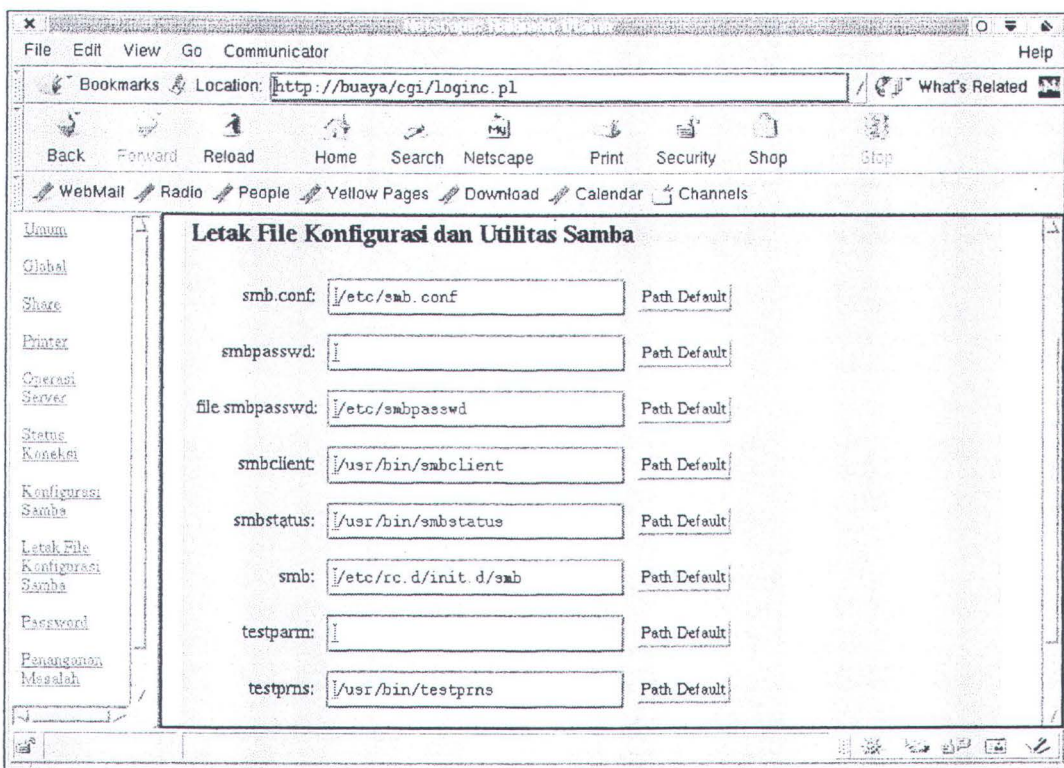 File Edit View Go Communicator Help
Bookmarks Location: http://buaya/cgi/loginc.pl What's Related
Back Forward Reload Home Search Netscape Print Security Shop Stop
WebMail Radio People Yellow Pages Download Calendar Channels
Umum
Global
Share
Printer
Operasi
Server
Status
Koneksi
Konfigurasi
Samba
Letak File
Konfigurasi
Samba
Password
Penanganan
Masalah
Letak File Konfigurasi dan Utilitas Samba
smb.conf: /etc/smb.conf Path Default
smbpasswd: Path Default
file smbpasswd: /etc/smbpasswd Path Default
smbclient: /usr/bin/smbclient Path Default
smbstatus: /usr/bin/smbstatus Path Default
smb: /etc/rc.d/init.d/smb Path Default
testparm: Path Default
testprns: /usr/bin/testprns Path Default